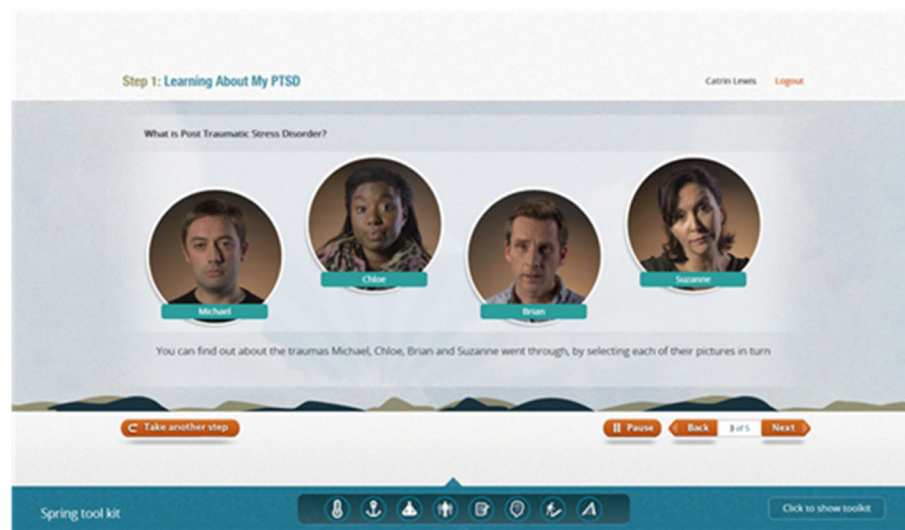 Step 1: Learning About My PTSD
Catrin Lewis Logout
What is Post Traumatic Stress Disorder?
Michael
Chloe
Brian
Suzanne
You can find out about the traumas Michael, Chloe, Brian and Suzanne went through, by selecting each of their pictures in turn
Take another step
Pause Back 3 of 5 Next
Spring tool kit
Click to show toolkit